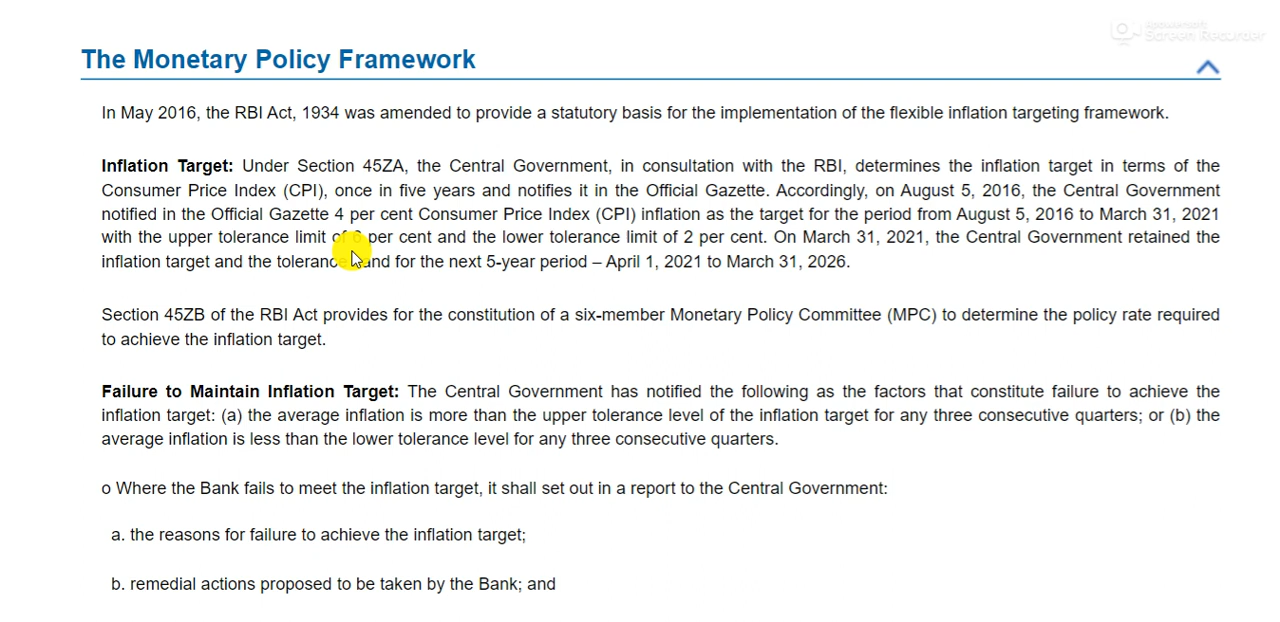 Apowersoft
Screen Recorder
The Monetary Policy Framework
In May 2016, the RBI Act, 1934 was amended to provide a statutory basis for the implementation of the flexible inflation targeting framework.
Inflation Target: Under Section 45ZA, the Central Government, in consultation with the RBI, determines the inflation target in terms of the
Consumer Price Index (CPI), once in five years and notifies it in the Official Gazette. Accordingly, on August 5, 2016, the Central Government
notified in the Official Gazette 4 per cent Consumer Price Index (CPI) inflation as the target for the period from August 5, 2016 to March 31, 2021
with the upper tolerance limit of 6 per cent and the lower tolerance limit of 2 per cent. On March 31, 2021, the Central Government retained the
inflation target and the tolerance band for the next 5-year period – April 1, 2021 to March 31, 2026.
Section 45ZB of the RBI Act provides for the constitution of a six-member Monetary Policy Committee (MPC) to determine the policy rate required
to achieve the inflation target.
Failure to Maintain Inflation Target: The Central Government has notified the following as the factors that constitute failure to achieve the
inflation target: (a) the average inflation is more than the upper tolerance level of the inflation target for any three consecutive quarters; or (b) the
average inflation is less than the lower tolerance level for any three consecutive quarters.
o Where the Bank fails to meet the inflation target, it shall set out in a report to the Central Government:
a. the reasons for failure to achieve the inflation target;
b. remedial actions proposed to be taken by the Bank; and